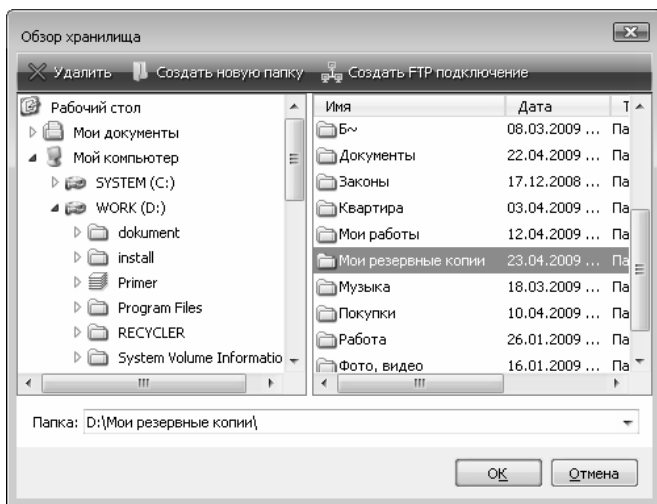 Обзор хранилища
Удалить Создать новую папку Создать FTP подключение
Рабочий стол
Мои документы
Мой компьютер
SYSTEM (C:)
WORK (D:)
dokument
install
Primer
Program Files
RECYCLER
System Volume Informatio
Имя Дата Т
Б~ 08.03.2009 ... Па
Документы 22.04.2009 ... Па
Законы 17.12.2008 ... Па
Квартира 03.04.2009 ... Па
Мои работы 12.04.2009 ... Па
Мои резервные копии 23.04.2009 ... Па
Музыка 18.03.2009 ... Па
Покупки 10.04.2009 ... Па
Работа 26.01.2009 ... Па
Фото, видео 16.01.2009 ... Па
Папка: D:\Мои резервные копии\
OK Отмена